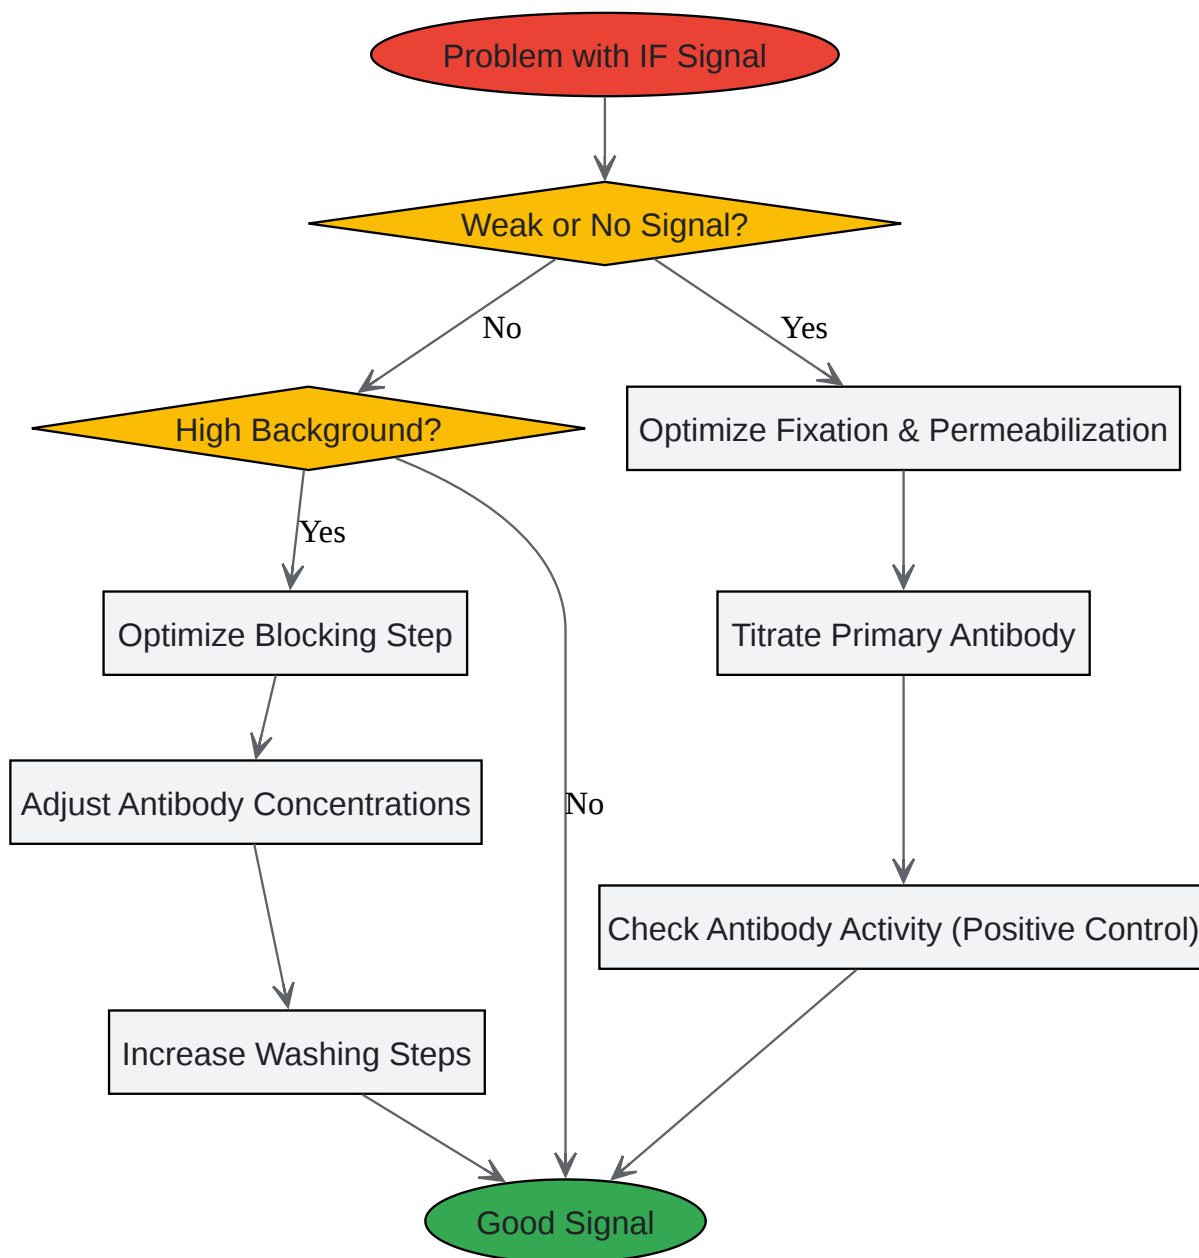 Problem with IF Signal
Weak or No Signal?
No
Yes
High Background?
Optimize Fixation & Permeabilization
Yes
Optimize Blocking Step
Titrate Primary Antibody
Adjust Antibody Concentrations
No
Check Antibody Activity (Positive Control)
Increase Washing Steps
Good Signal